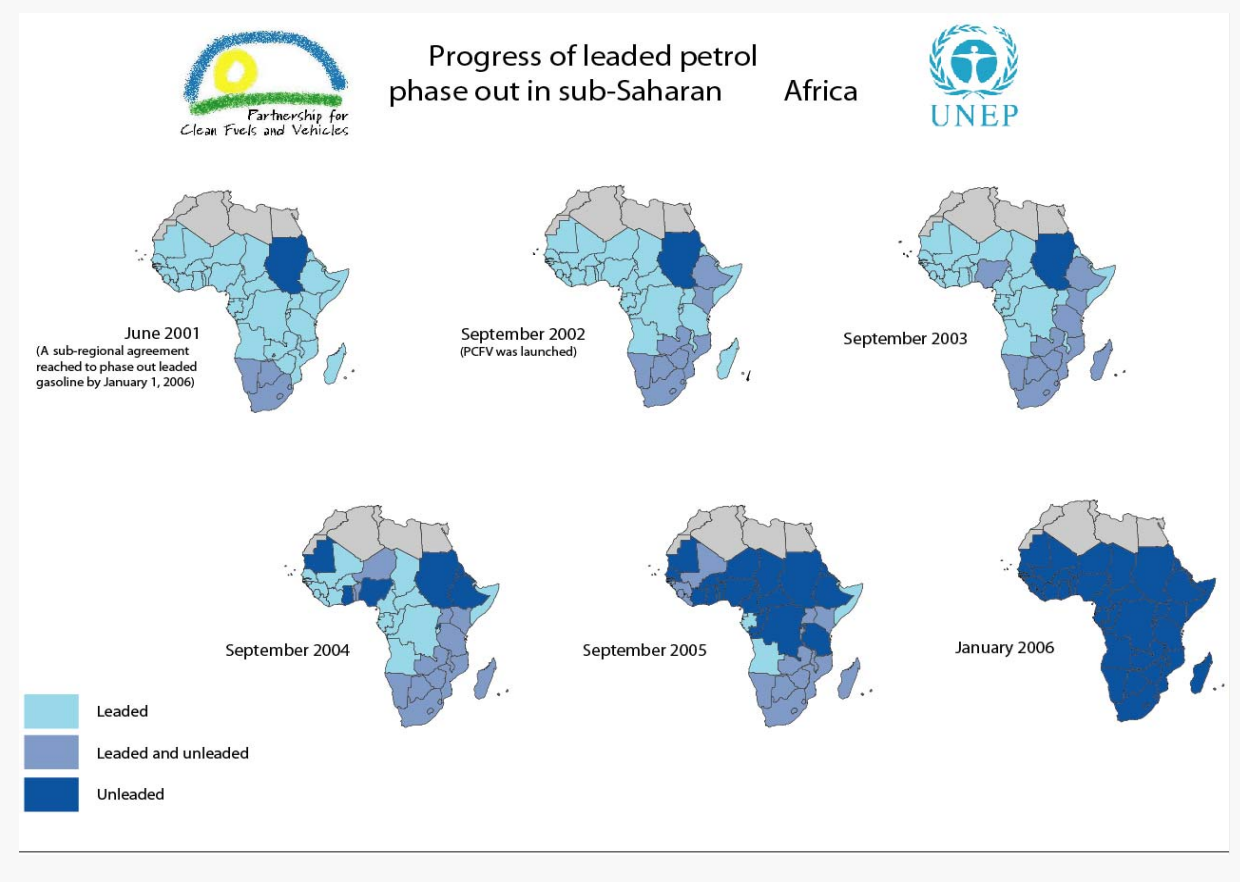 Progress of leaded petrol
phase out in sub-Saharan Africa
Partnership for
Clean Fuels and Vehicles
UNEP
June 2001
(A sub-regional agreement
reached to phase out leaded
gasoline by January 1, 2006)
September 2002
(PCFV was launched)
September 2003
September 2004
September 2005
January 2006
Leaded
Leaded and unleaded
Unleaded